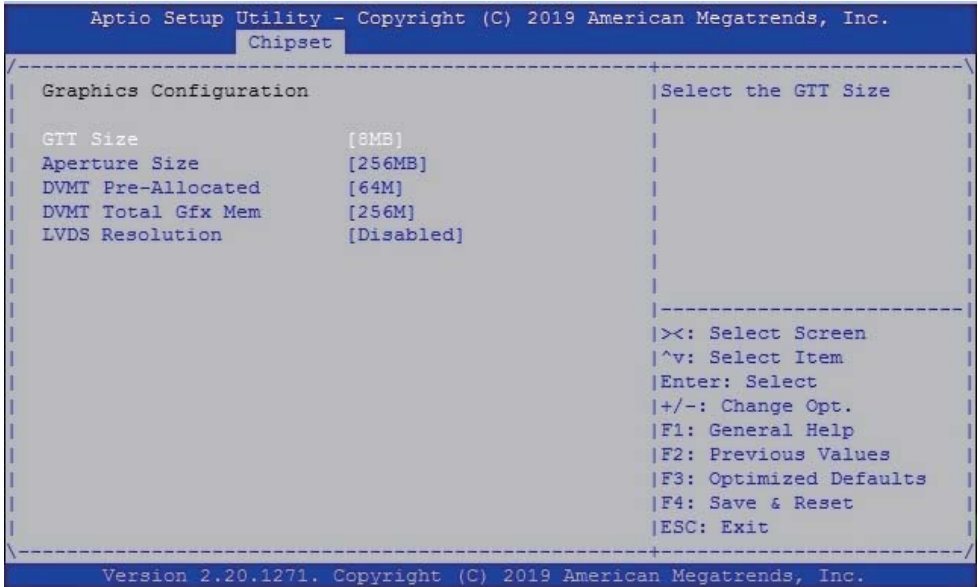 Aptio Setup Utility - Copyright (C) 2019 American Megatrends, Inc.
Chipset
/-------------------------------------------------+------------------------\
Graphics Configuration |Select the GTT Size
GTT Size [8MB]
Aperture Size [256MB]
DVMT Pre-Allocated [64M]
DVMT Total Gfx Mem [256M]
LVDS Resolution [Disabled]
|------------------------|
|><: Select Screen
|^v: Select Item
|Enter: Select
|+/-: Change Opt.
|F1: General Help
|F2: Previous Values
|F3: Optimized Defaults
|F4: Save & Reset
|ESC: Exit
\-------------------------------------------------+------------------------/
Version 2.20.1271. Copyright (C) 2019 American Megatrends, Inc.